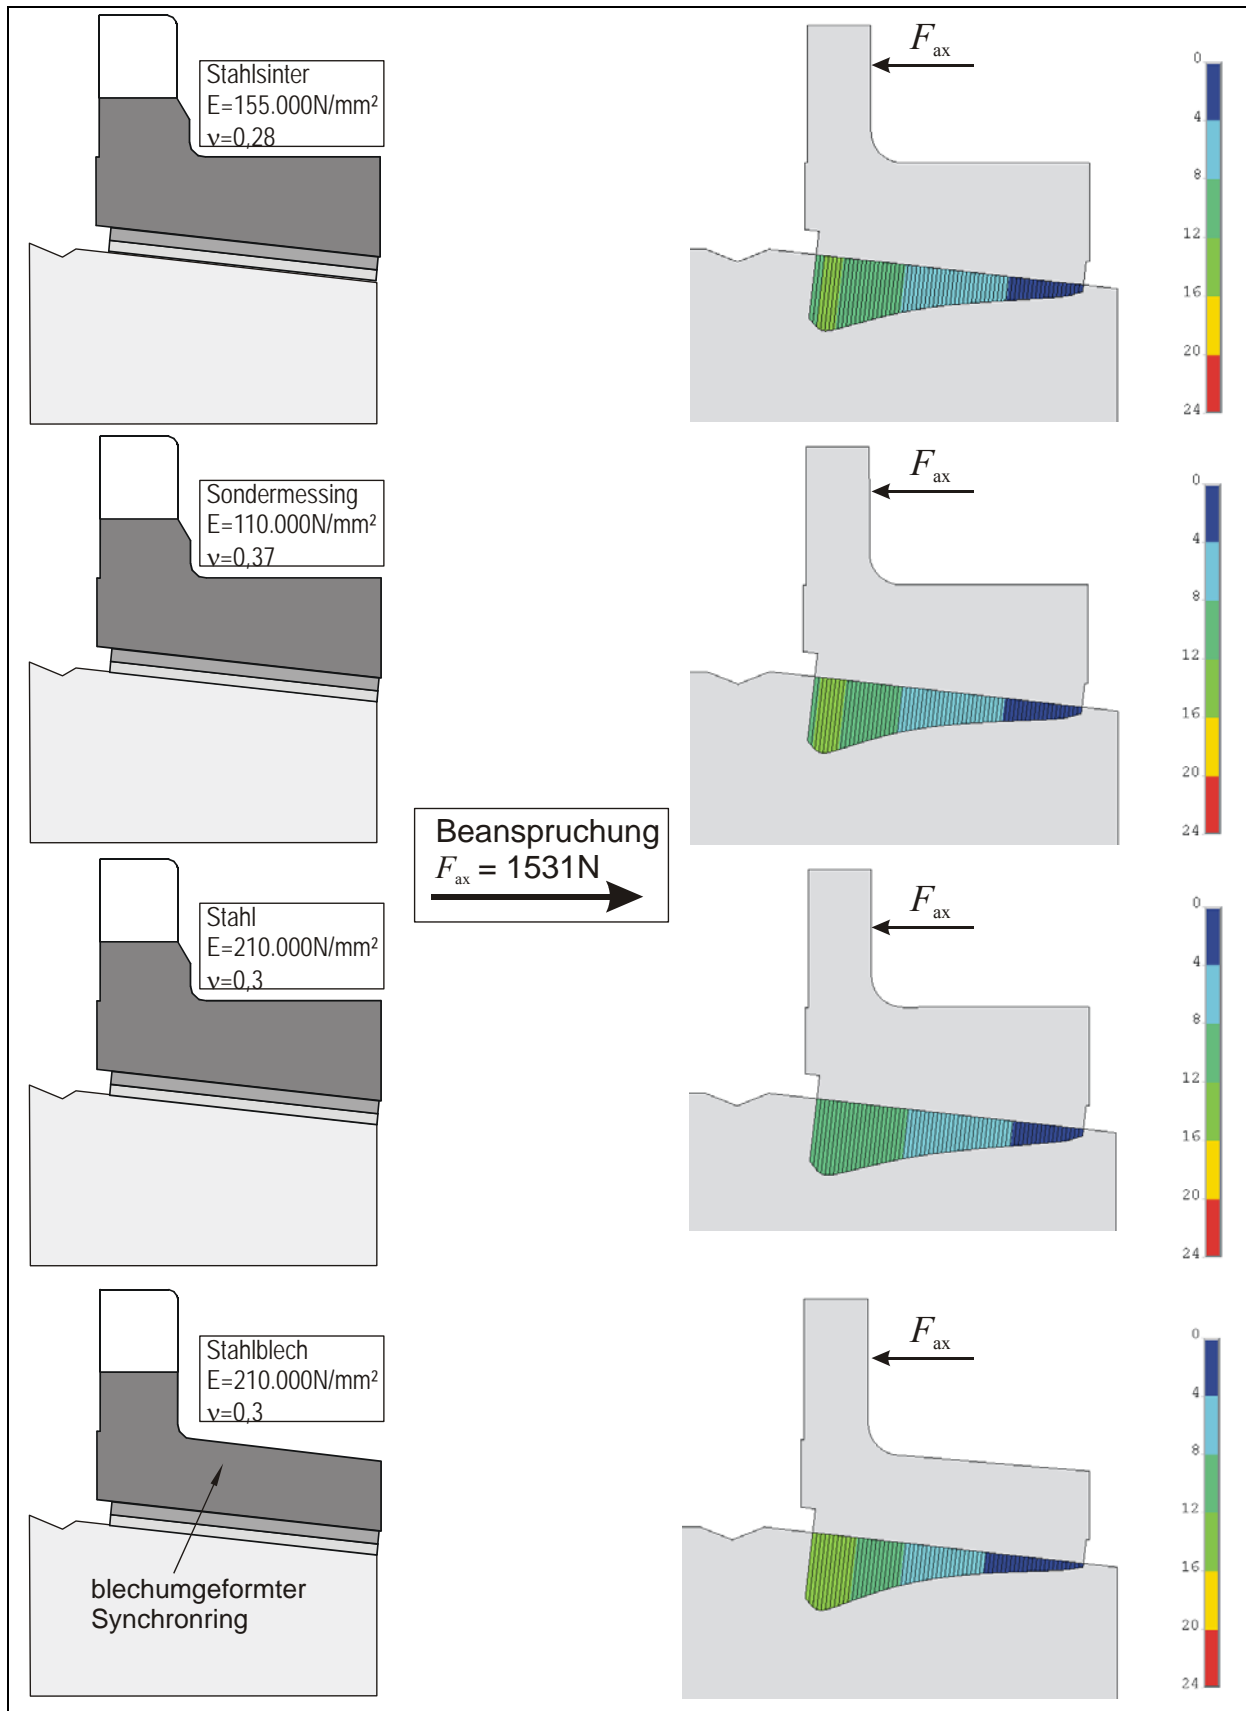 Stahlsinter
E=155.000N/mm²
ν=0,28
F_ax
0
4
8
12
16
20
24
Sondermessing
E=110.000N/mm²
ν=0,37
F_ax
0
4
8
12
16
20
24
Beanspruchung
F_ax = 1531N
Stahl
E=210.000N/mm²
ν=0,3
F_ax
0
4
8
12
16
20
24
Stahlblech
E=210.000N/mm²
ν=0,3
blechumgeformter
Synchronring
F_ax
0
4
8
12
16
20
24